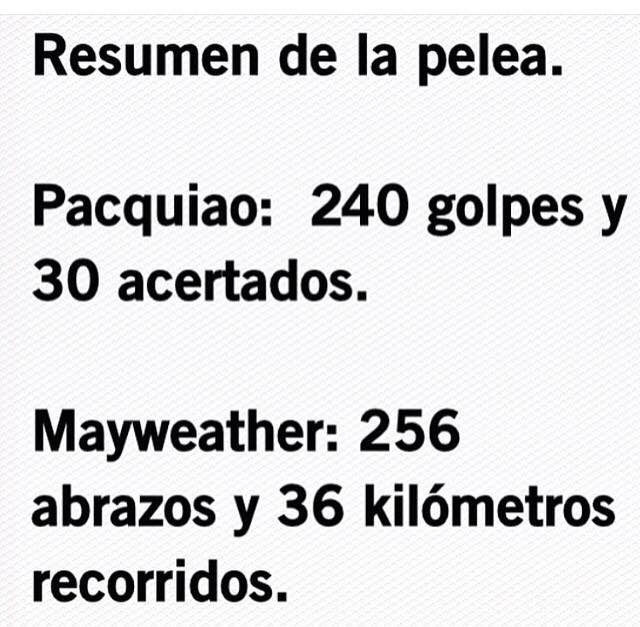 Resumen de la pelea.
Pacquiao: 240 golpes y
30 acertados.
Mayweather: 256
abrazos y 36 kilómetros
recorridos.